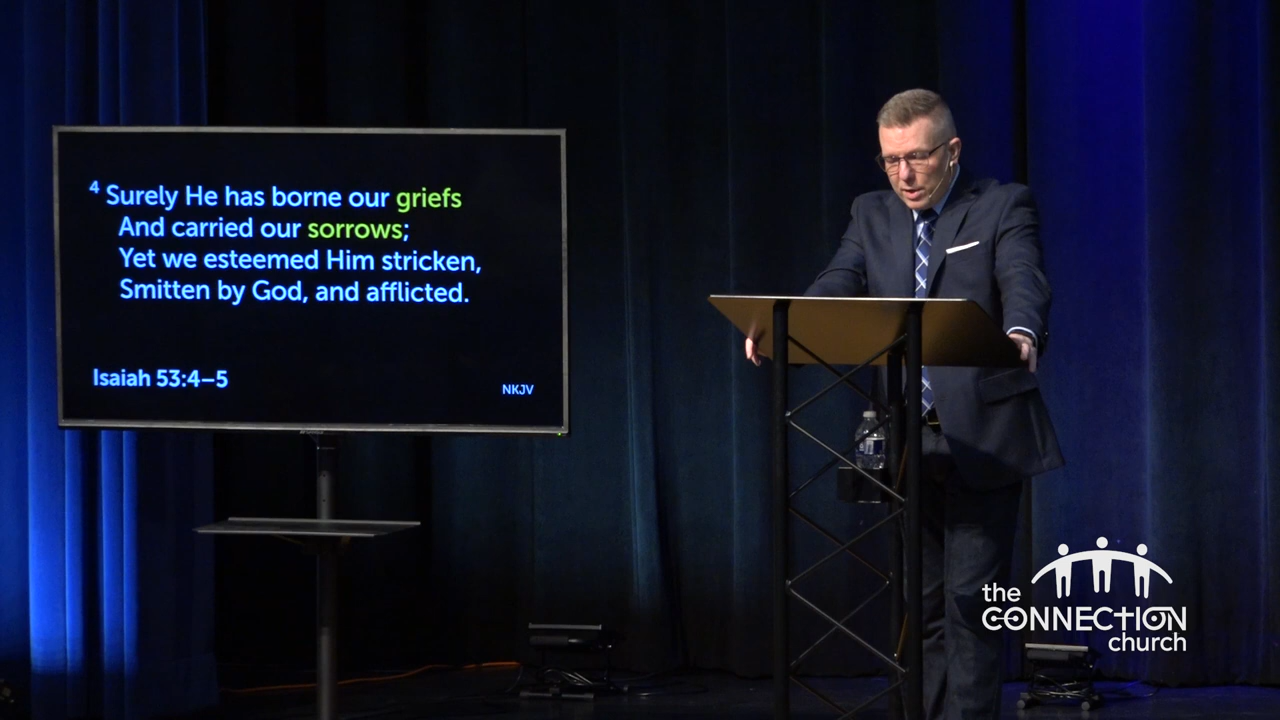 4 Surely He has borne our griefs
And carried our sorrows;
Yet we esteemed Him stricken,
Smitten by God, and afflicted.
Isaiah 53:4–5
NKJV
the
CONNECTION
church